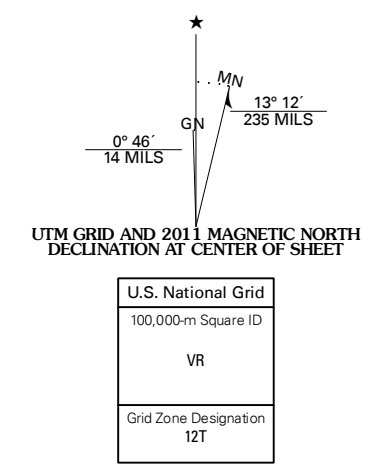 ★
MN
GN
13° 12´
235 MILS
0° 46´
14 MILS
UTM GRID AND 2011 MAGNETIC NORTH
DECLINATION AT CENTER OF SHEET
U.S. National Grid
100,000-m Square ID
VR
Grid Zone Designation
12T